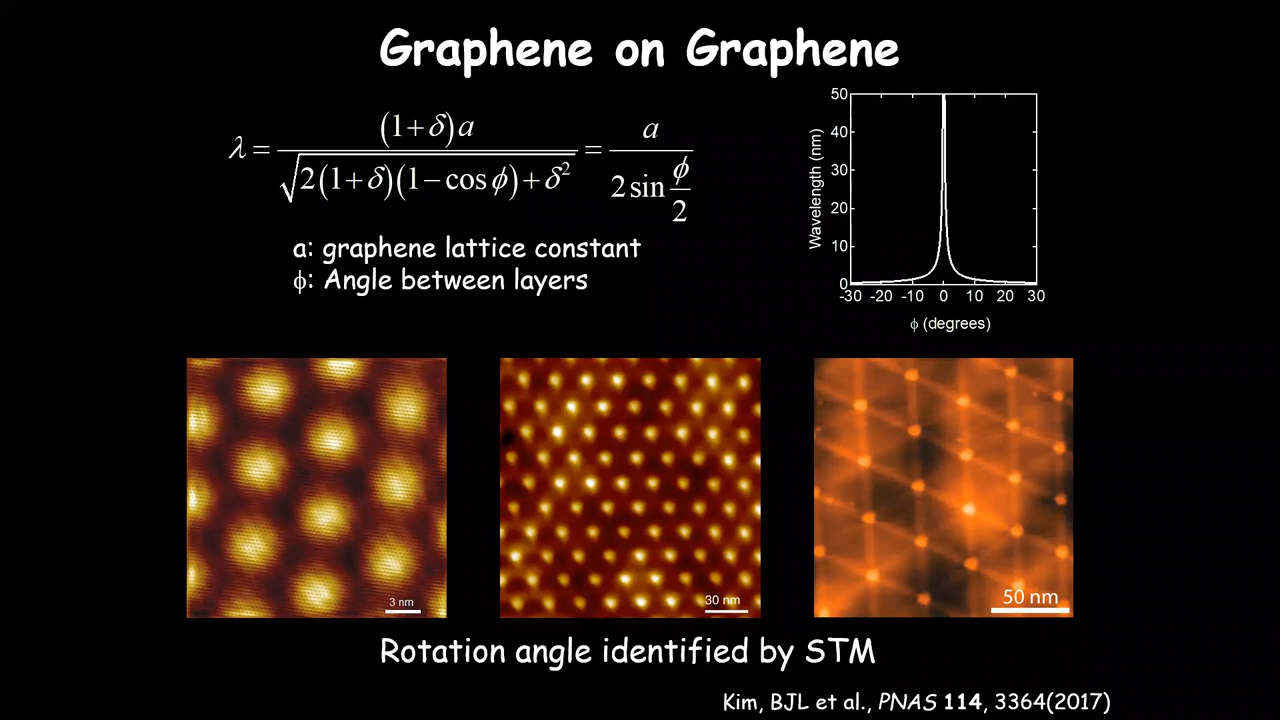 Graphene on Graphene
λ = (1+δ)a / √(2(1+δ)(1−cosϕ)+δ²) = a / (2 sin ϕ/2)
a: graphene lattice constant
ϕ: Angle between layers
50
40
30
20
10
0
Wavelength (nm)
-30 -20 -10 0 10 20 30
ϕ (degrees)
3 nm
30 nm
50 nm
Rotation angle identified by STM
Kim, BJL et al., PNAS 114, 3364(2017)